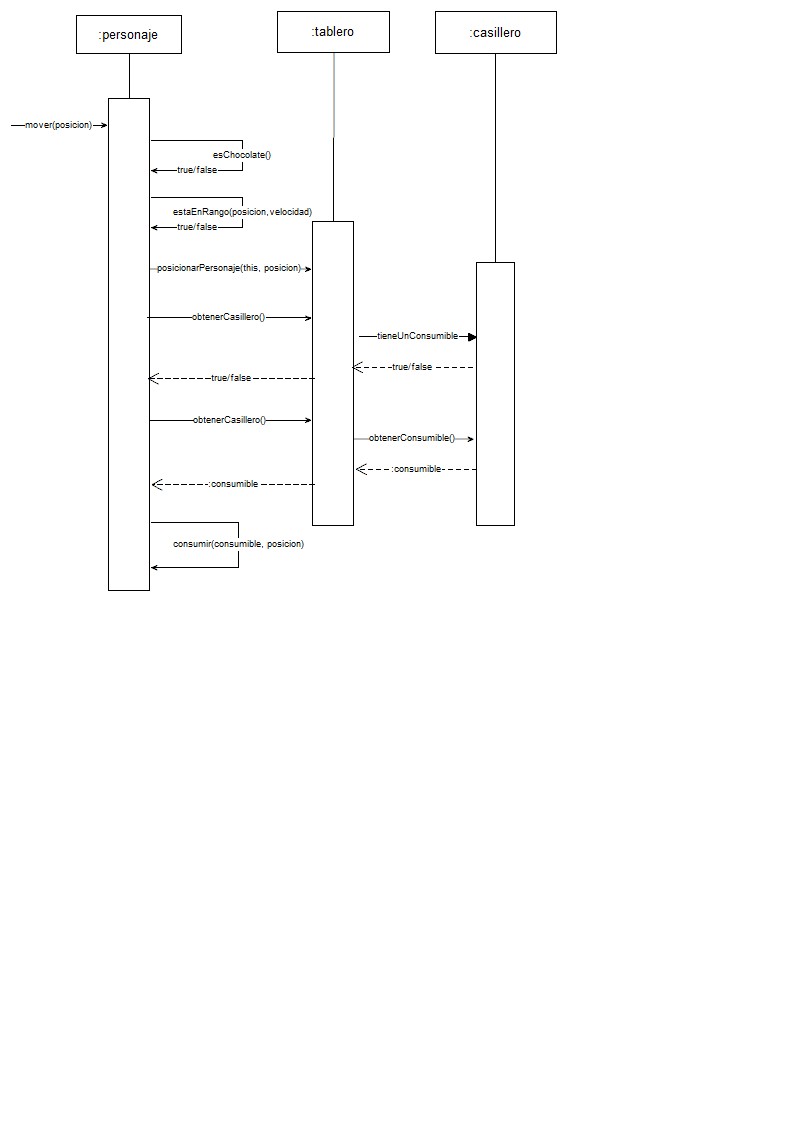 :personaje
:tablero
:casillero
mover(posicion)
esChocolate()
true/false
estaEnRango(posicion,velocidad)
true/false
posicionarPersonaje(this, posicion)
obtenerCasillero()
tieneUnConsumible
true/false
true/false
obtenerCasillero()
obtenerConsumible()
:consumible
:consumible
consumir(consumible, posicion)